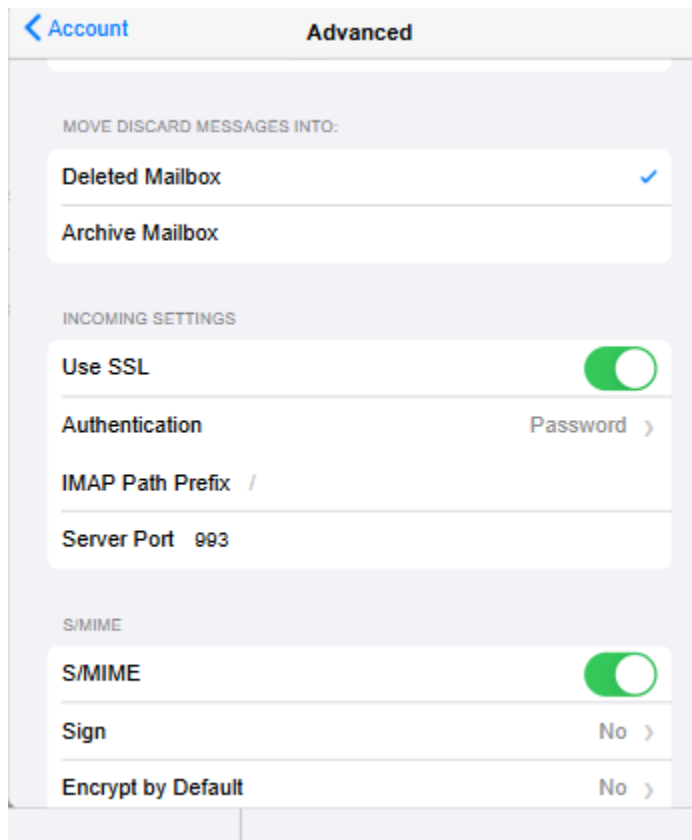 Account
Advanced
MOVE DISCARD MESSAGES INTO:
Deleted Mailbox
Archive Mailbox
INCOMING SETTINGS
Use SSL
Authentication Password
IMAP Path Prefix /
Server Port 993
S/MIME
S/MIME
Sign No
Encrypt by Default No